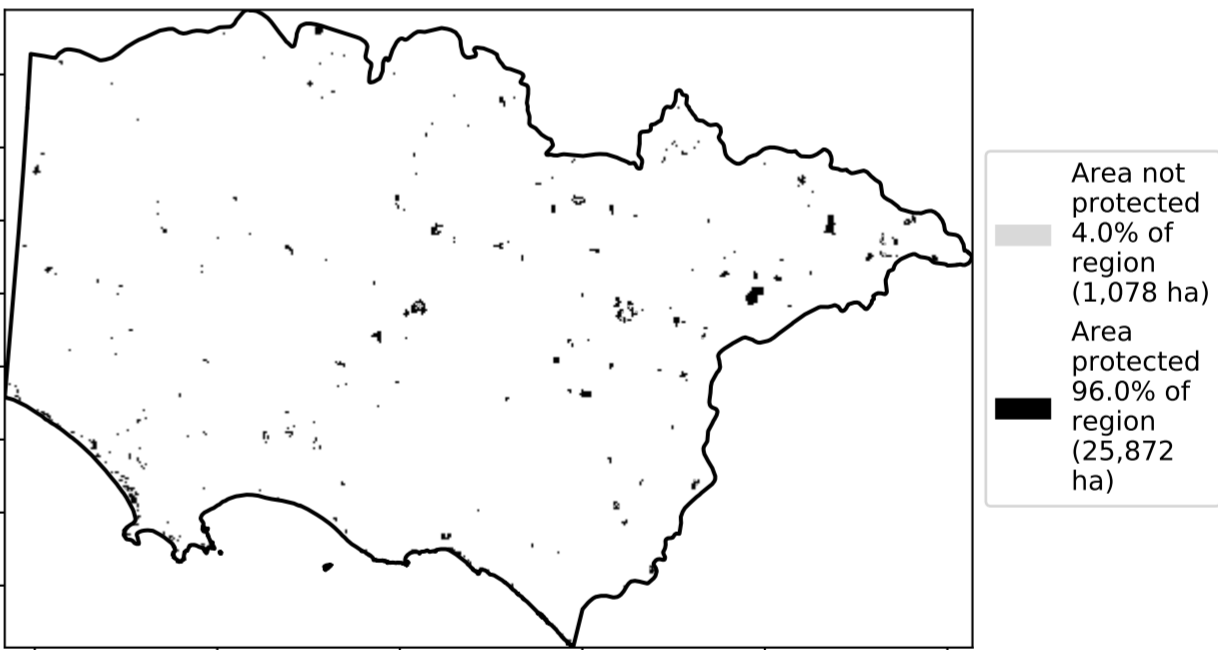 Area not
protected
4.0% of
region
(1,078 ha)
Area
protected
96.0% of
region
(25,872
ha)